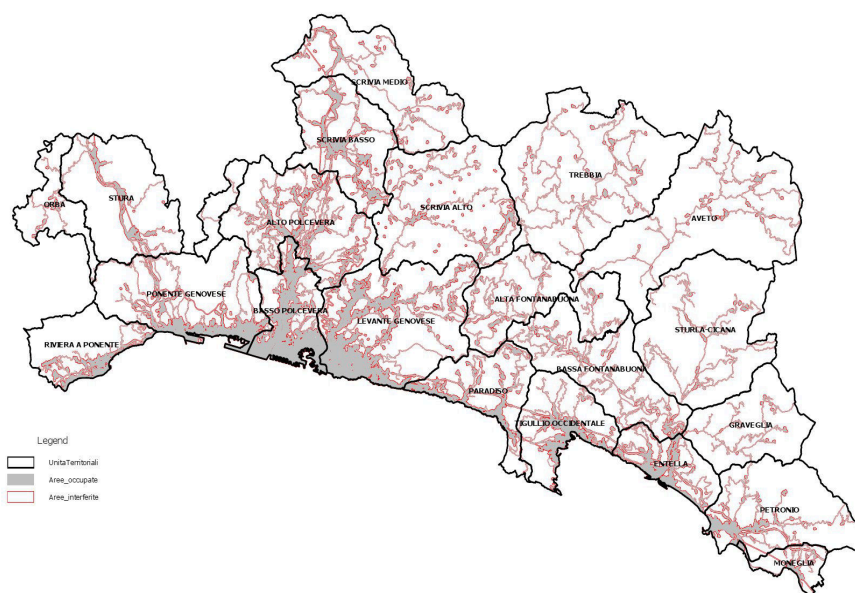 SCRIVIA MEDIO
SCRIVIA BASSO
TREBBIA
ORBA
STURA
SCRIVIA ALTO
ALTO POLCEVERA
AVETO
PONENTE GENOVESE
ALTA FONTANABUONA
BASSO POLCEVERA
LEVANTE GENOVESE
STURLA-CICANA
RIVIERA A PONENTE
BASSA FONTANABUONA
PARADISO
TIGULLIO OCCIDENTALE
GRAVEGLIA
ENTELLA
PETRONIO
MONEGLIA
Legend
UnitaTerritoriali
Aree_occupate
Aree_interferite